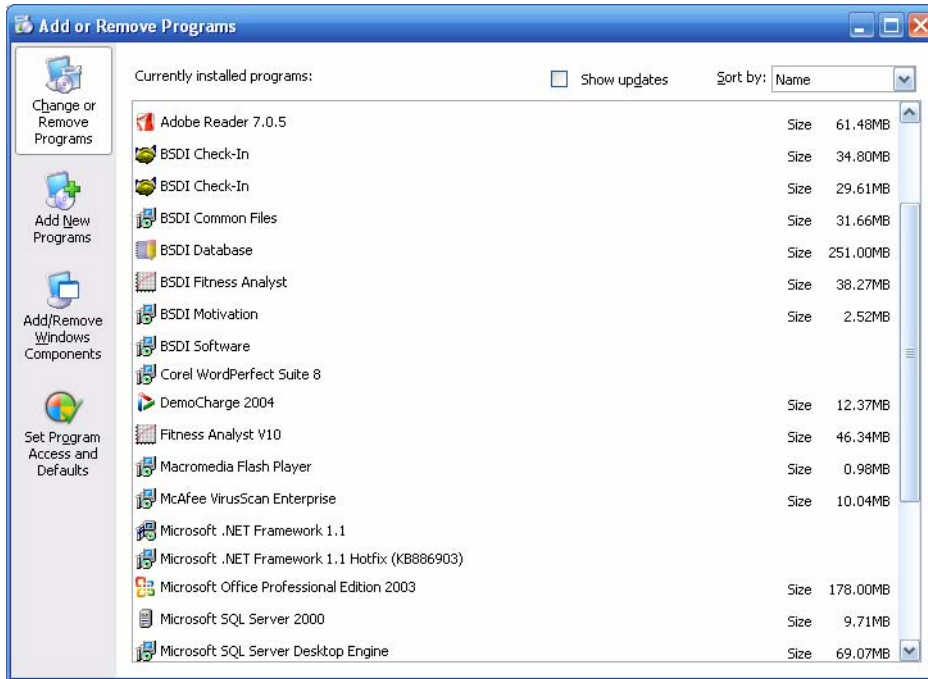 Add or Remove Programs
Change or
Remove
Programs
Add New
Programs
Add/Remove
Windows
Components
Set Program
Access and
Defaults
Currently installed programs: Show updates Sort by: Name
Adobe Reader 7.0.5 Size 61.48MB
BSDI Check-In Size 34.80MB
BSDI Check-In Size 29.61MB
BSDI Common Files Size 31.66MB
BSDI Database Size 251.00MB
BSDI Fitness Analyst Size 38.27MB
BSDI Motivation Size 2.52MB
BSDI Software
Corel WordPerfect Suite 8
DemoCharge 2004 Size 12.37MB
Fitness Analyst V10 Size 46.34MB
Macromedia Flash Player Size 0.98MB
McAfee VirusScan Enterprise Size 10.04MB
Microsoft .NET Framework 1.1
Microsoft .NET Framework 1.1 Hotfix (KB886903)
Microsoft Office Professional Edition 2003 Size 178.00MB
Microsoft SQL Server 2000 Size 9.71MB
Microsoft SQL Server Desktop Engine Size 69.07MB